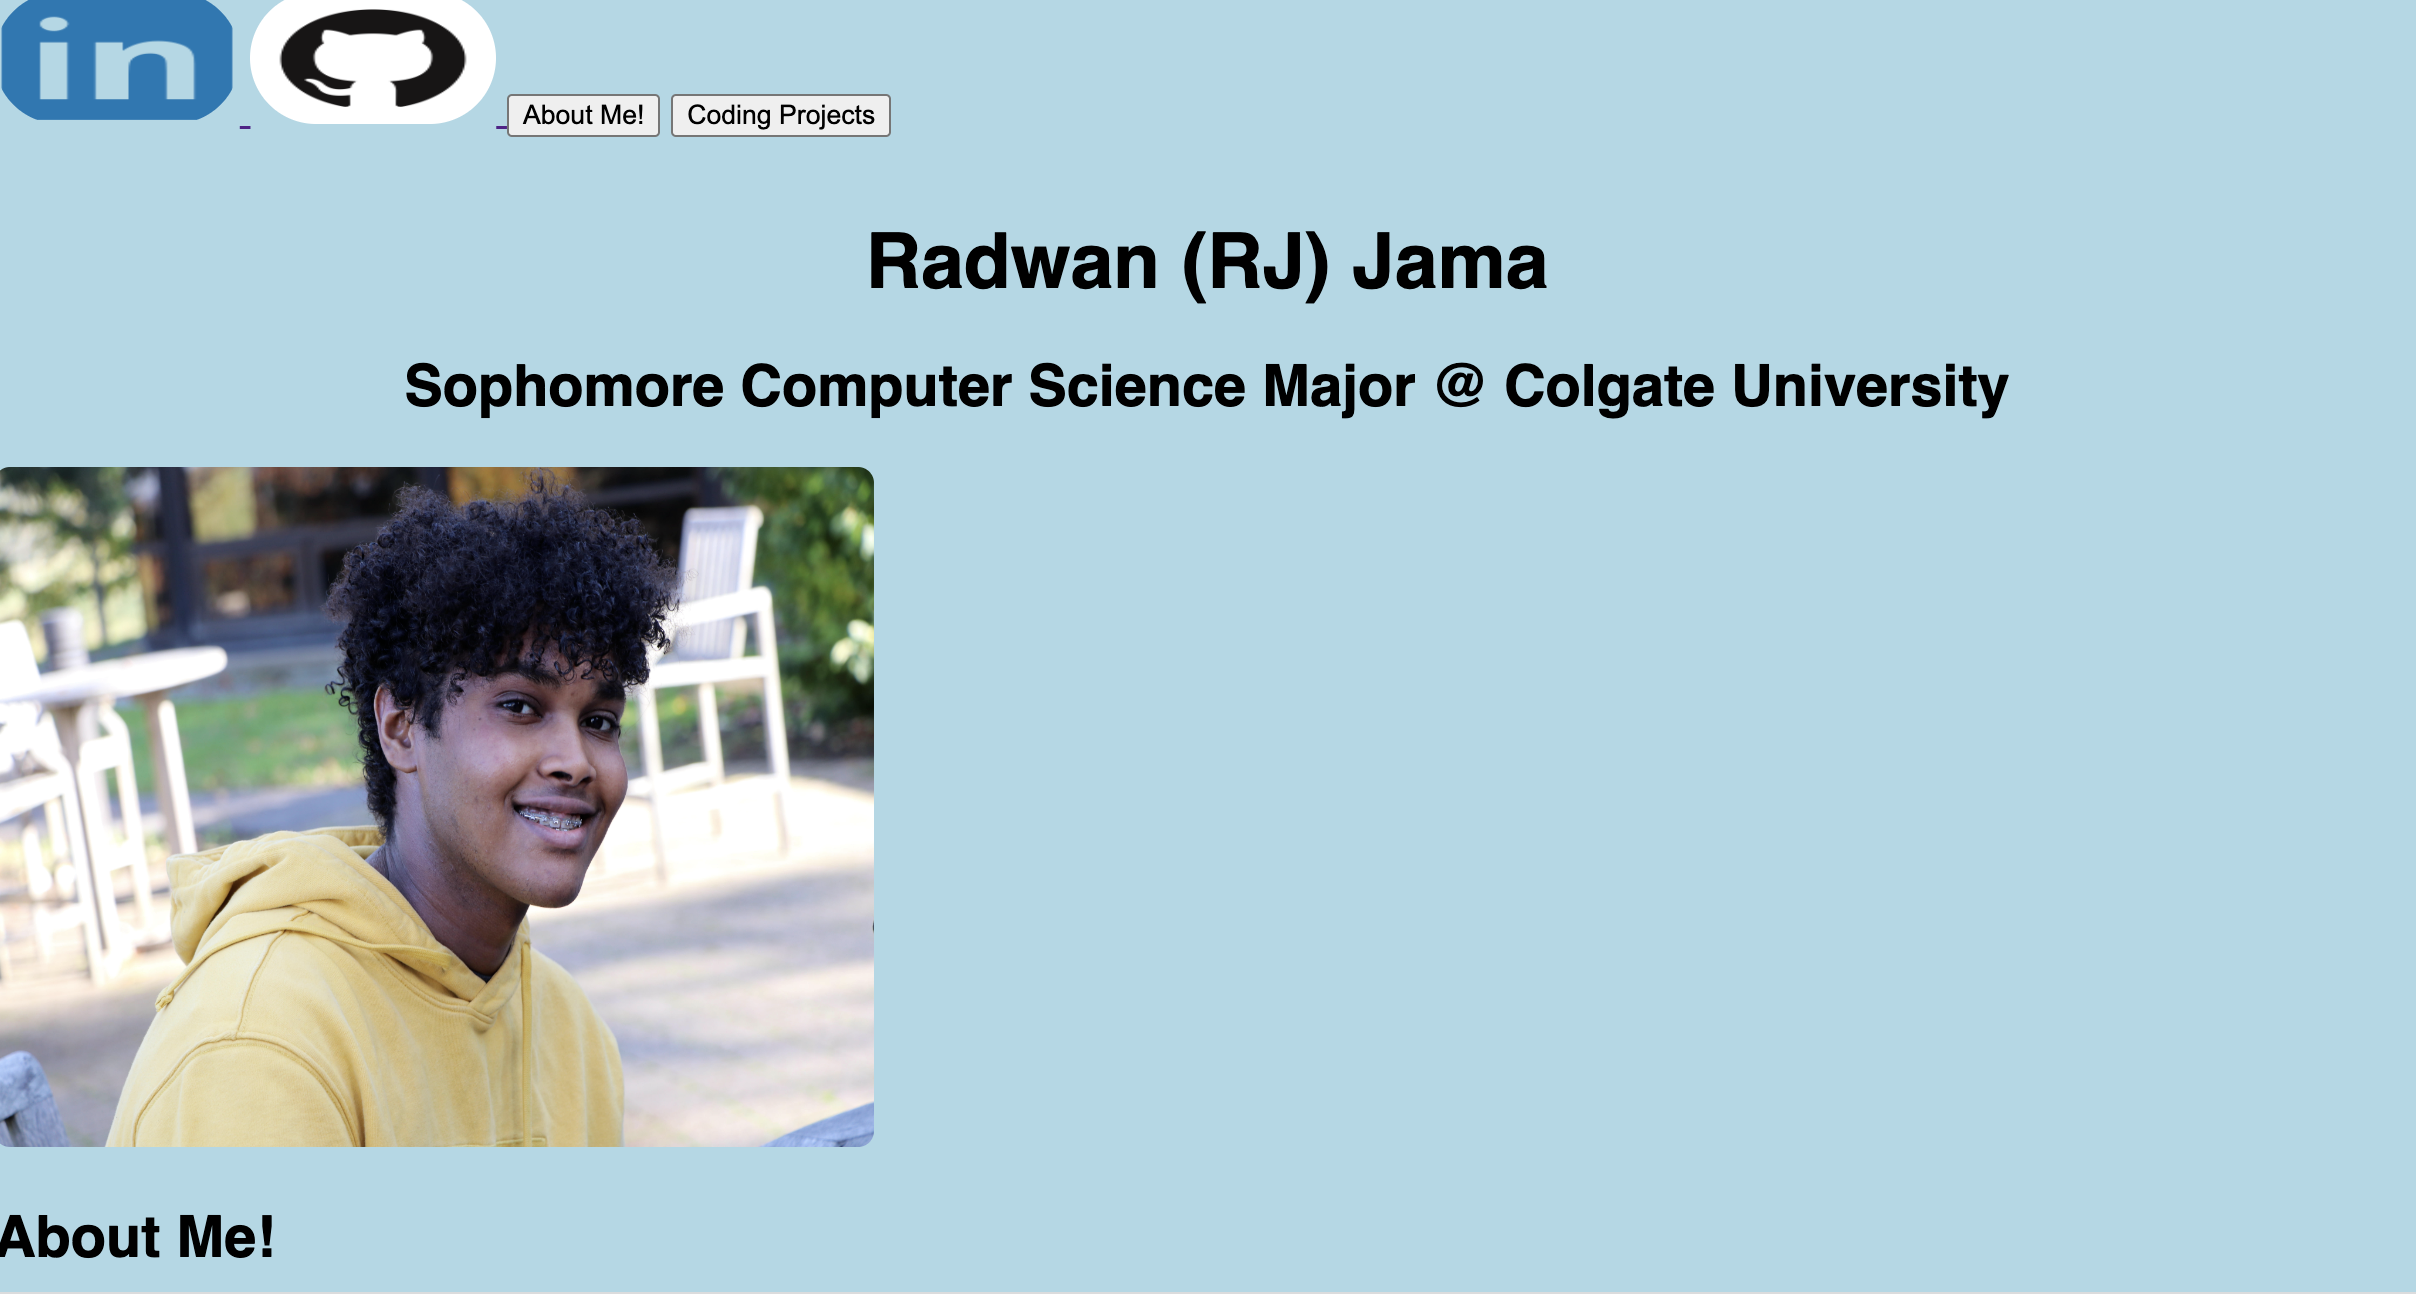 in
About Me! Coding Projects
Radwan (RJ) Jama
Sophomore Computer Science Major @ Colgate University
About Me!